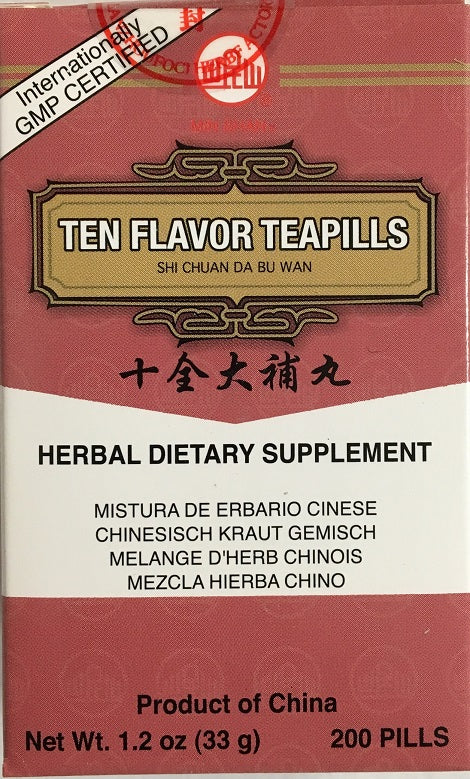 Internationally
GMP CERTIFIED
TEN FLAVOR TEAPILLS
SHI CHUAN DA BU WAN
十全大補丸
HERBAL DIETARY SUPPLEMENT
MISTURA DE ERBARIO CINESE
CHINESISCH KRAUT GEMISCH
MELANGE D'HERB CHINOIS
MEZCLA HIERBA CHINO
Product of China
Net Wt. 1.2 oz (33 g)
200 PILLS